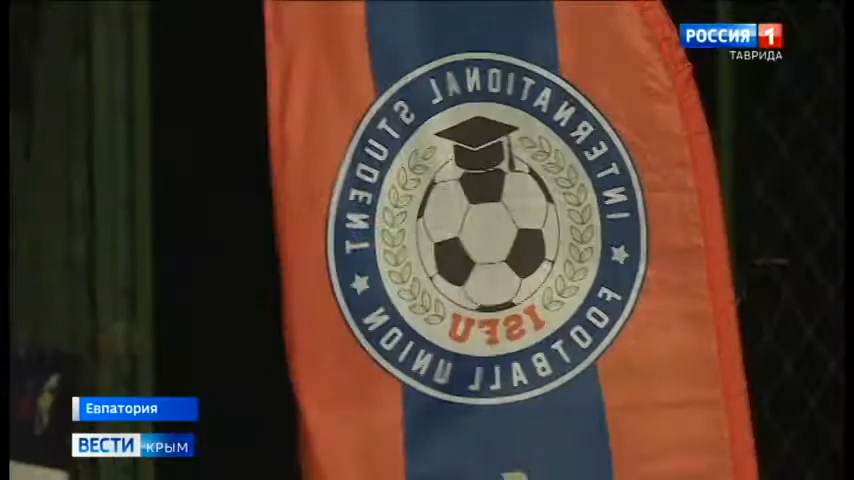 РОССИЯ 1
ТАВРИДА
INTERNATIONAL STUDENT
FOOTBALL UNION
ISFU
Евпатория
ВЕСТИ КРЫМ